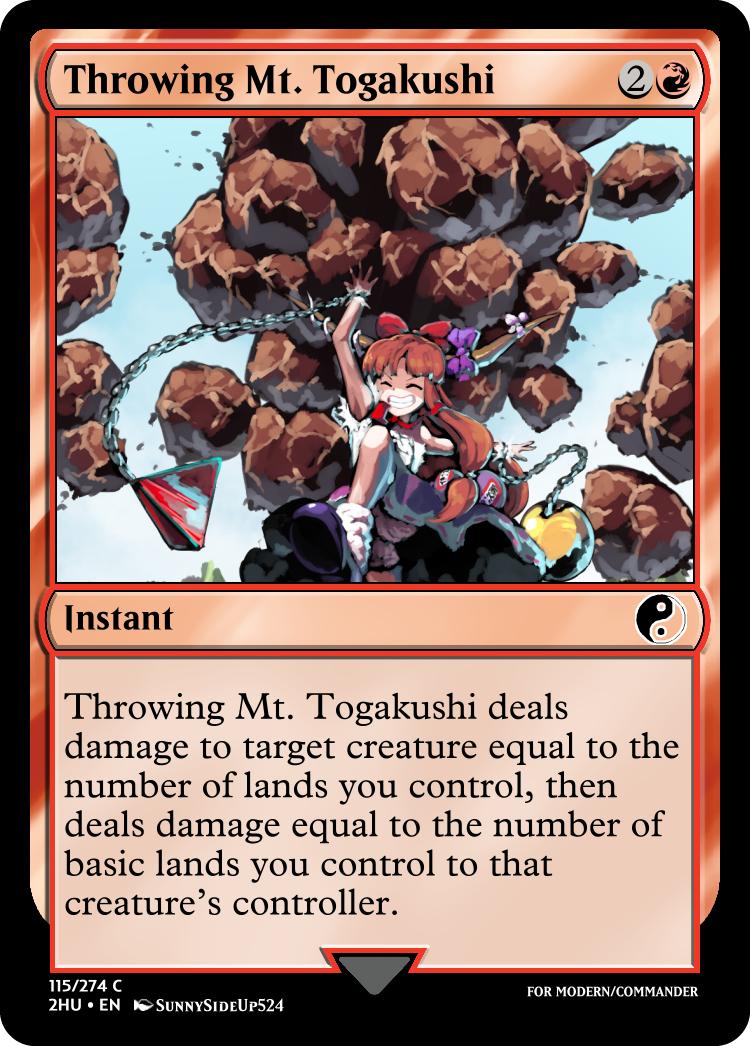 Throwing Mt. Togakushi 2
Instant
Throwing Mt. Togakushi deals
damage to target creature equal to the
number of lands you control, then
deals damage equal to the number of
basic lands you control to that
creature's controller.
115/274 C
2HU • EN SunnySideUp524
FOR MODERN/COMMANDER